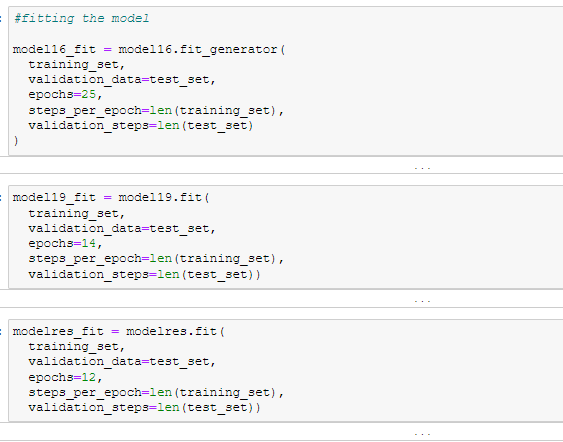 #fitting the model
model16_fit = model16.fit_generator(
training_set,
validation_data=test_set,
epochs=25,
steps_per_epoch=len(training_set),
validation_steps=len(test_set)
)
...
model19_fit = model19.fit(
training_set,
validation_data=test_set,
epochs=14,
steps_per_epoch=len(training_set),
validation_steps=len(test_set))
...
modelres_fit = modelres.fit(
training_set,
validation_data=test_set,
epochs=12,
steps_per_epoch=len(training_set),
validation_steps=len(test_set))
...